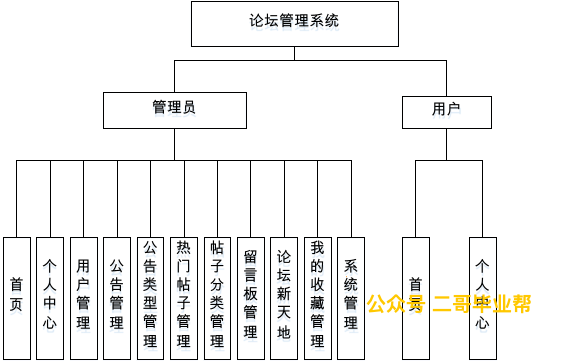 论坛管理系统
管理员
用户
首页
个人中心
用户管理
公告管理
公告类型管理
热门帖子管理
帖子分类管理
留言板管理
论坛新天地
我的收藏管理
系统管理
首页
个人中心
公众号 二哥毕业帮